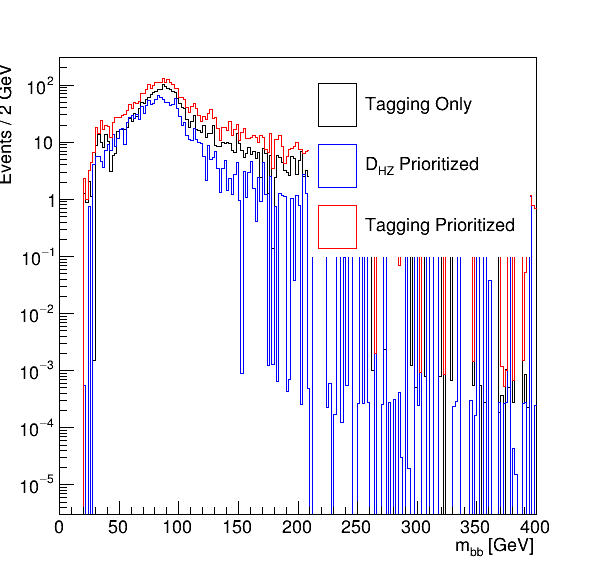 Events / 2 GeV
10²
10
1
10⁻¹
10⁻²
10⁻³
10⁻⁴
10⁻⁵
Tagging Only
D_HZ Prioritized
Tagging Prioritized
0 50 100 150 200 250 300 350 400
m_bb [GeV]